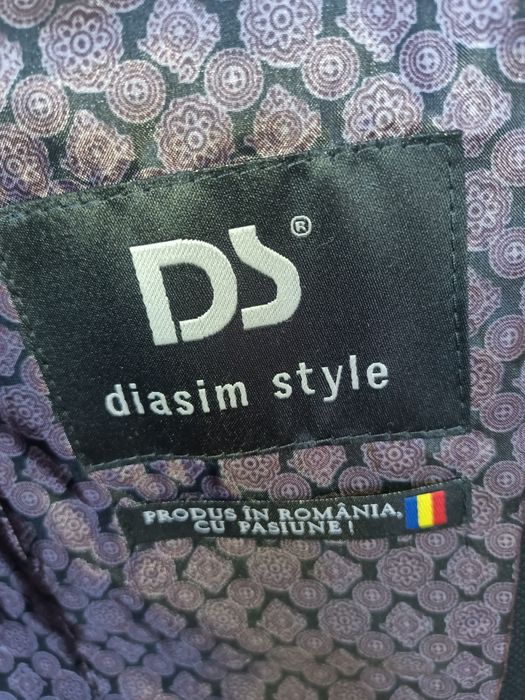 DS®
diasim style
PRODUS ÎN ROMÂNIA,
CU PASIUNE!